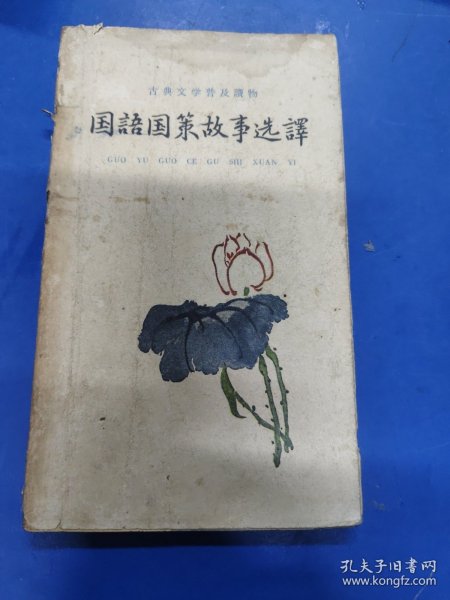 古典文学普及讀物
国語国策故事选譯
GUO YU GUO CE GU SHI XUAN YI
孔夫子旧书网
www.kongfz.com